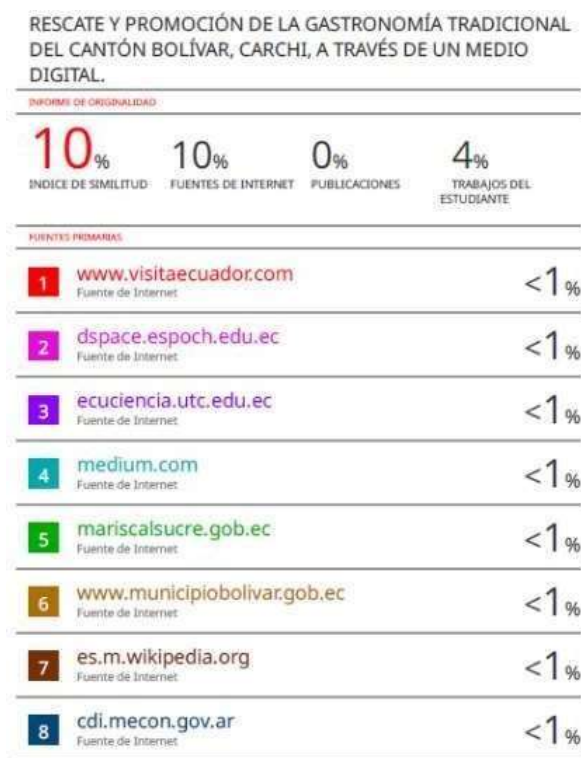 RESCATE Y PROMOCIÓN DE LA GASTRONOMÍA TRADICIONAL
DEL CANTÓN BOLÍVAR, CARCHI, A TRAVÉS DE UN MEDIO
DIGITAL.
INFORME DE ORIGINALIDAD
10% 10% 0% 4%
INDICE DE SIMILITUD FUENTES DE INTERNET PUBLICACIONES TRABAJOS DEL
ESTUDIANTE
FUENTES PRIMARIAS
1 www.visitaecuador.com <1%
Fuente de Internet
2 dspace.espoch.edu.ec <1%
Fuente de Internet
3 ecuciencia.utc.edu.ec <1%
Fuente de Internet
4 medium.com <1%
Fuente de Internet
5 mariscalsucre.gob.ec <1%
Fuente de Internet
6 www.municipiobolivar.gob.ec <1%
Fuente de Internet
7 es.m.wikipedia.org <1%
Fuente de Internet
8 cdi.mecon.gov.ar <1%
Fuente de Internet